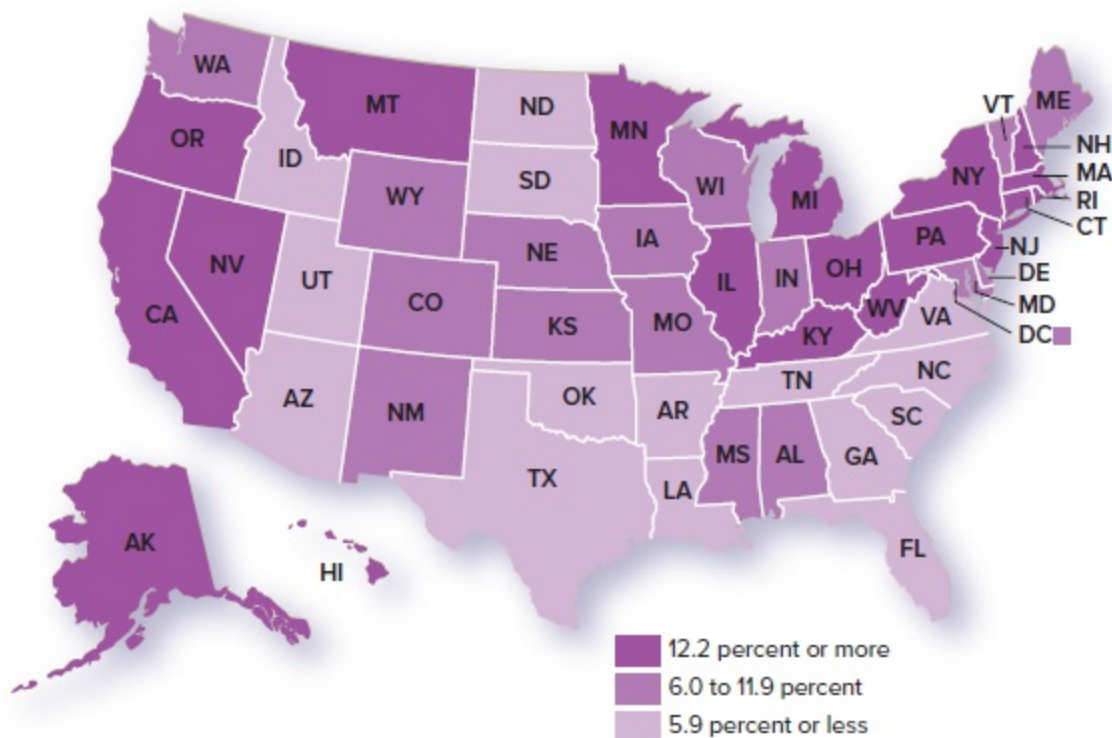 WA
MT
ND
MN
VT
ME
OR
ID
SD
WI
MI
NY
NH
MA
WY
RI
CT
IA
PA
NE
NJ
NV
UT
IL
IN
OH
DE
CO
MD
CA
KS
MO
WV
VA
DC
KY
AZ
NM
OK
AR
TN
NC
SC
MS
AL
GA
TX
LA
FL
AK
HI
12.2 percent or more
6.0 to 11.9 percent
5.9 percent or less